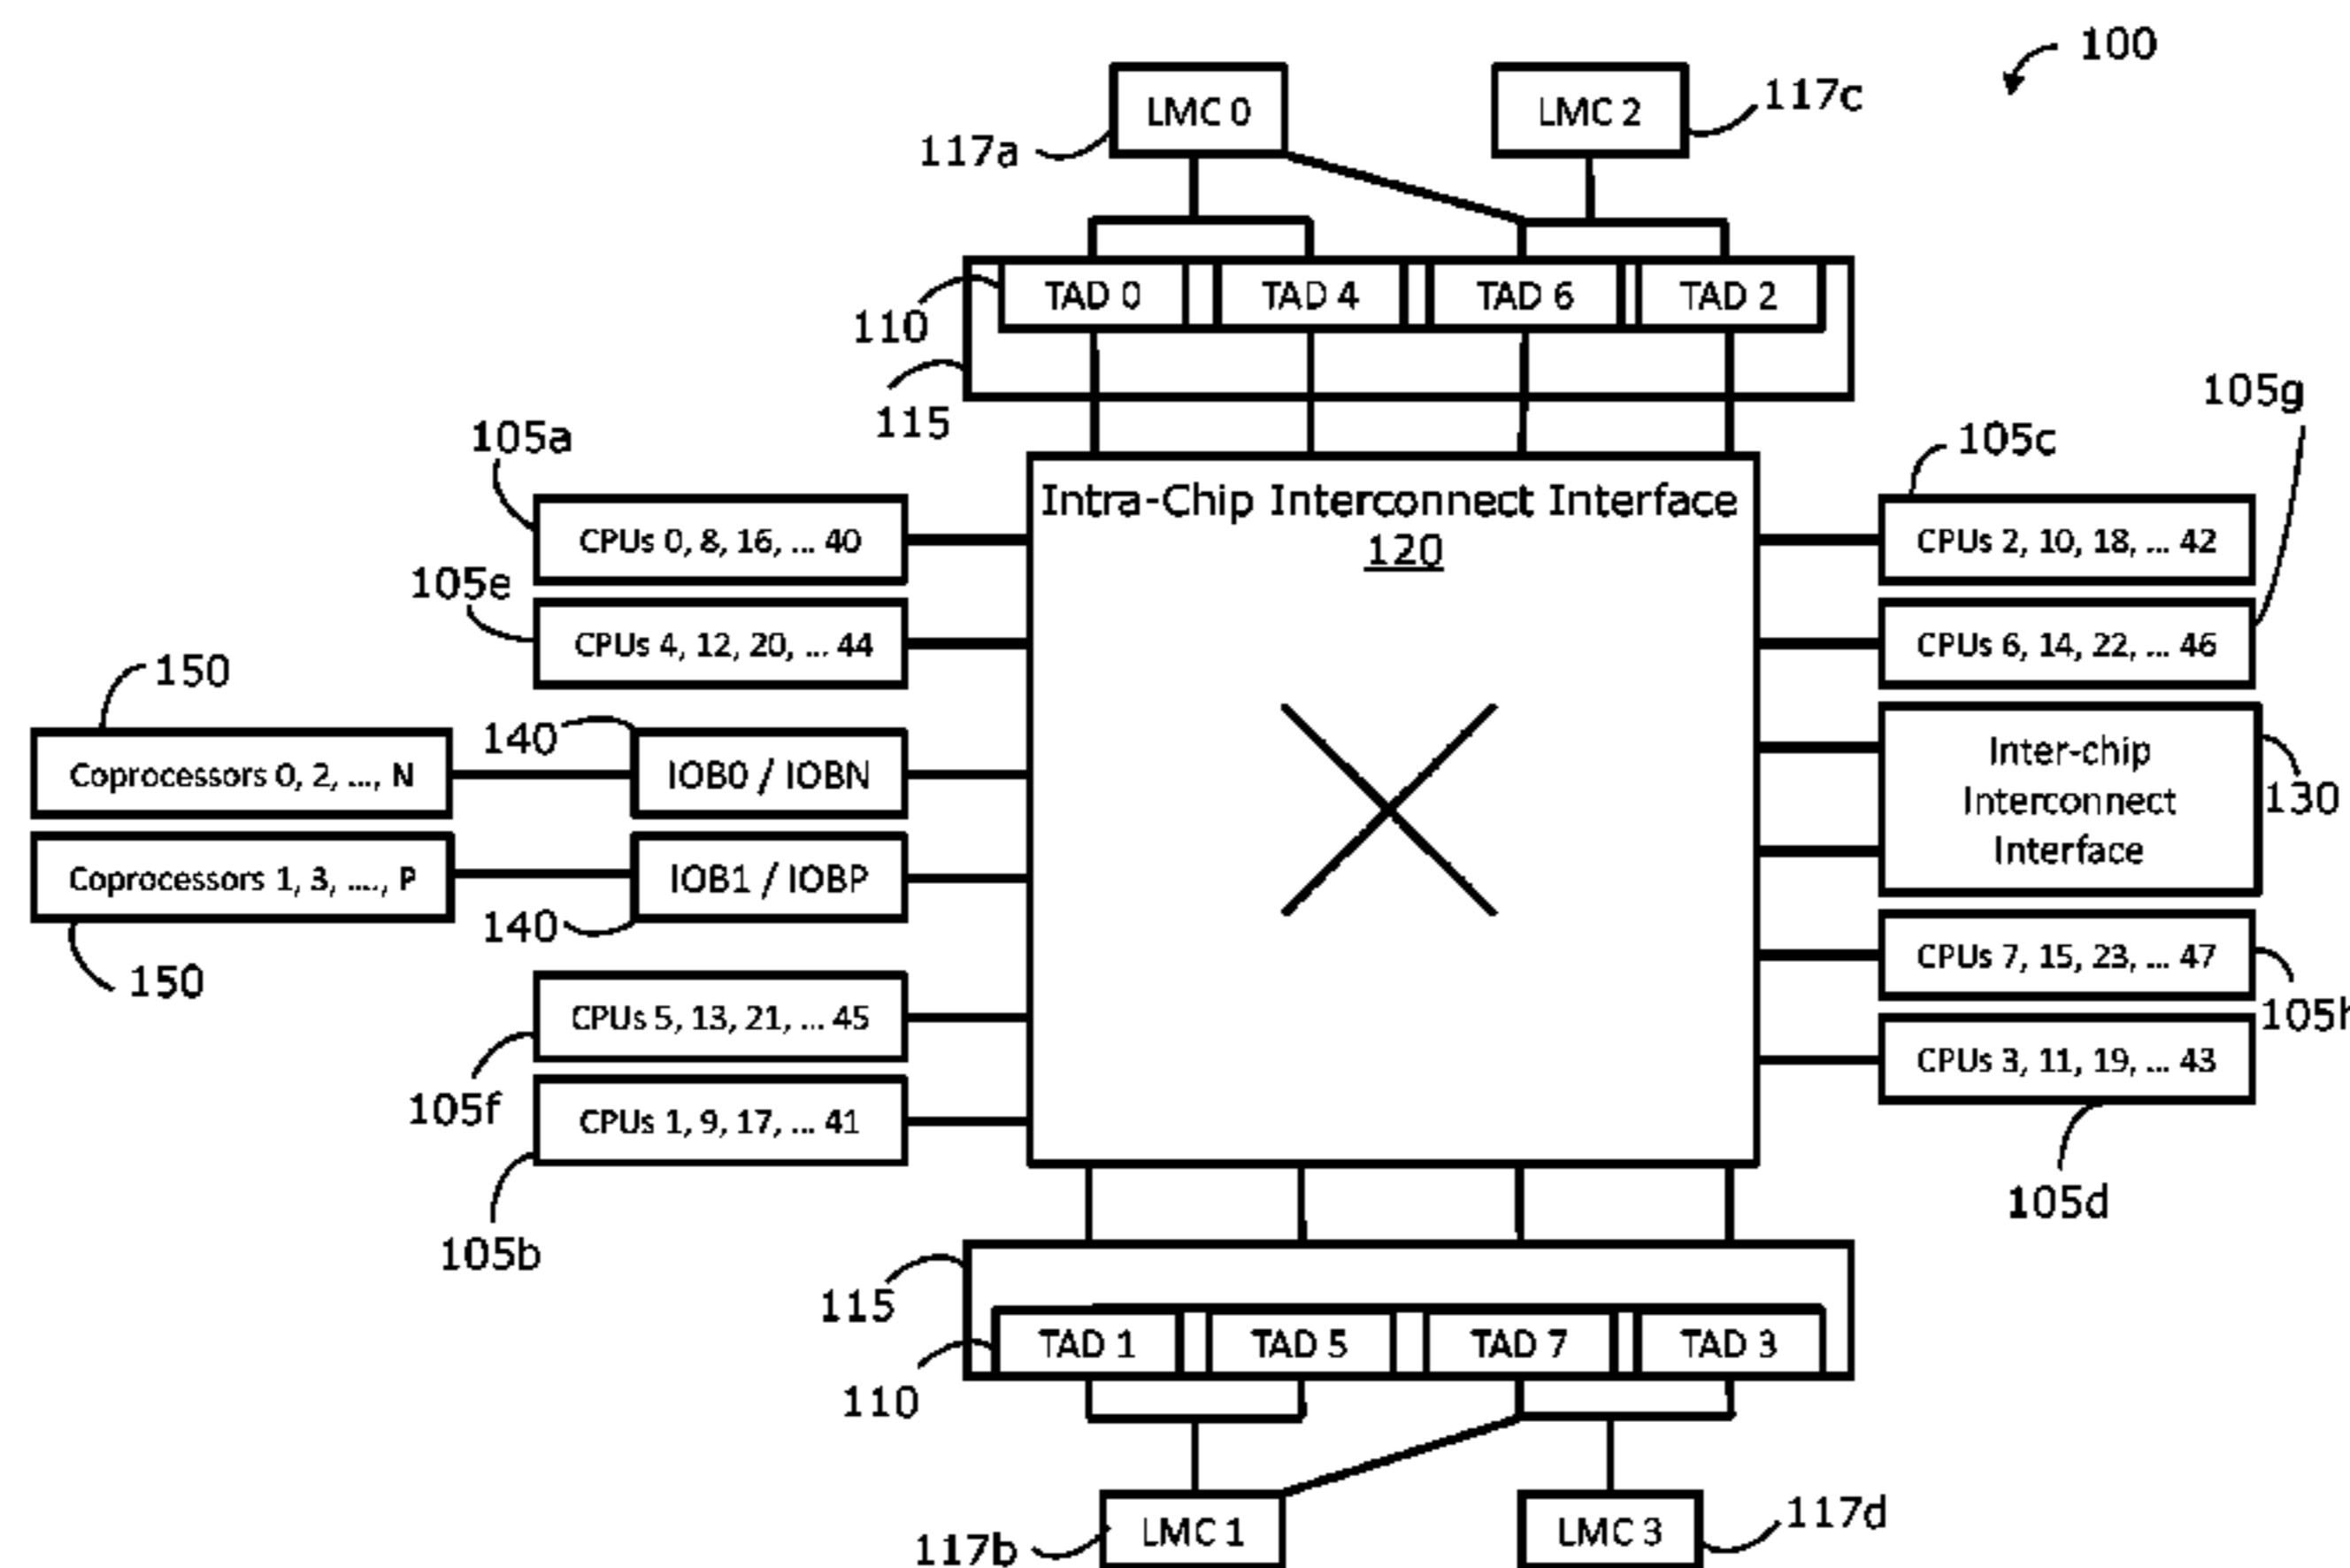 100
LMC 0
LMC 2
117c
117a
TAD 0
TAD 4
TAD 6
TAD 2
110
115
105g
105a
105c
Intra-Chip Interconnect Interface
120
CPUs 0, 8, 16, ... 40
CPUs 2, 10, 18, ... 42
105e
CPUs 4, 12, 20, ... 44
CPUs 6, 14, 22, ... 46
150
140
Coprocessors 0, 2, ..., N
IOB0 / IOBN
Inter-chip
Interconnect
Interface
130
Coprocessors 1, 3, ...., P
IOB1 / IOBP
140
150
CPUs 7, 15, 23, ... 47
CPUs 5, 13, 21, ... 45
105h
CPUs 3, 11, 19, ... 43
105f
CPUs 1, 9, 17, ... 41
105d
105b
115
TAD 1
TAD 5
TAD 7
TAD 3
110
117d
LMC 1
LMC 3
117b